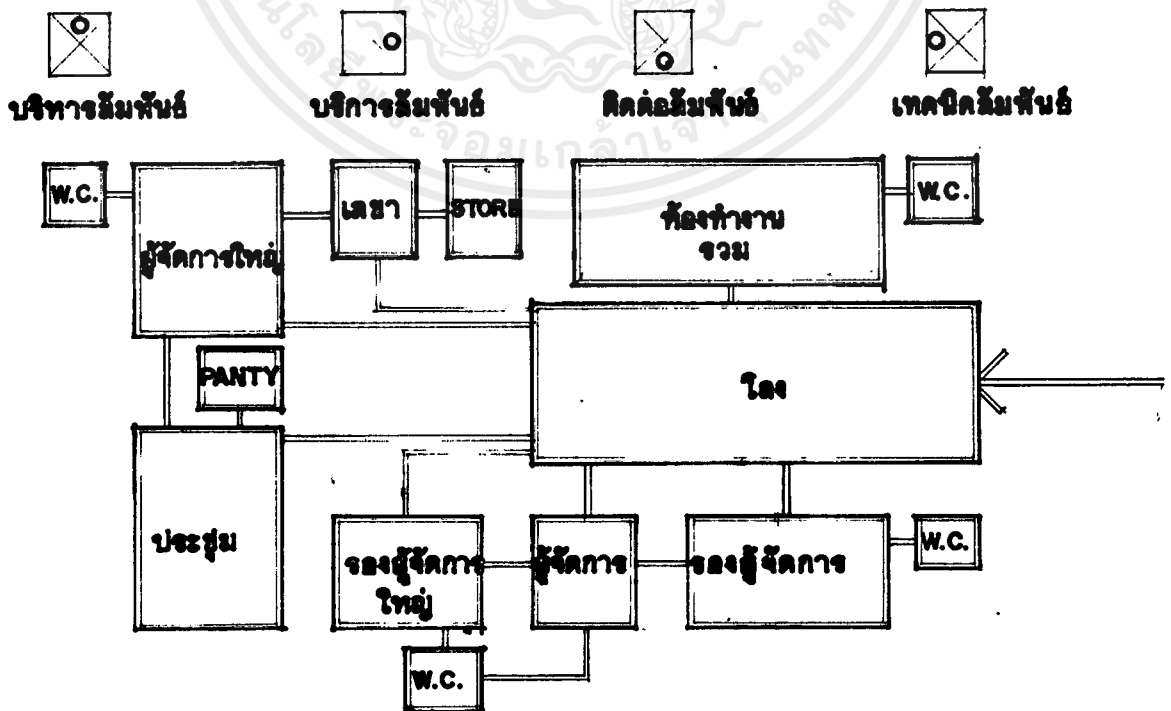 บริหารสัมพันธ์
บริการสัมพันธ์
ติดต่อสัมพันธ์
เทคนิคสัมพันธ์
W.C.
ผู้จัดการใหญ่
เลขา
STORE
ห้องทำงาน
รวม
W.C.
PANTY
โถง
ประชุม
รองผู้จัดการ
ใหญ่
ผู้จัดการ
รองผู้จัดการ
W.C.
W.C.